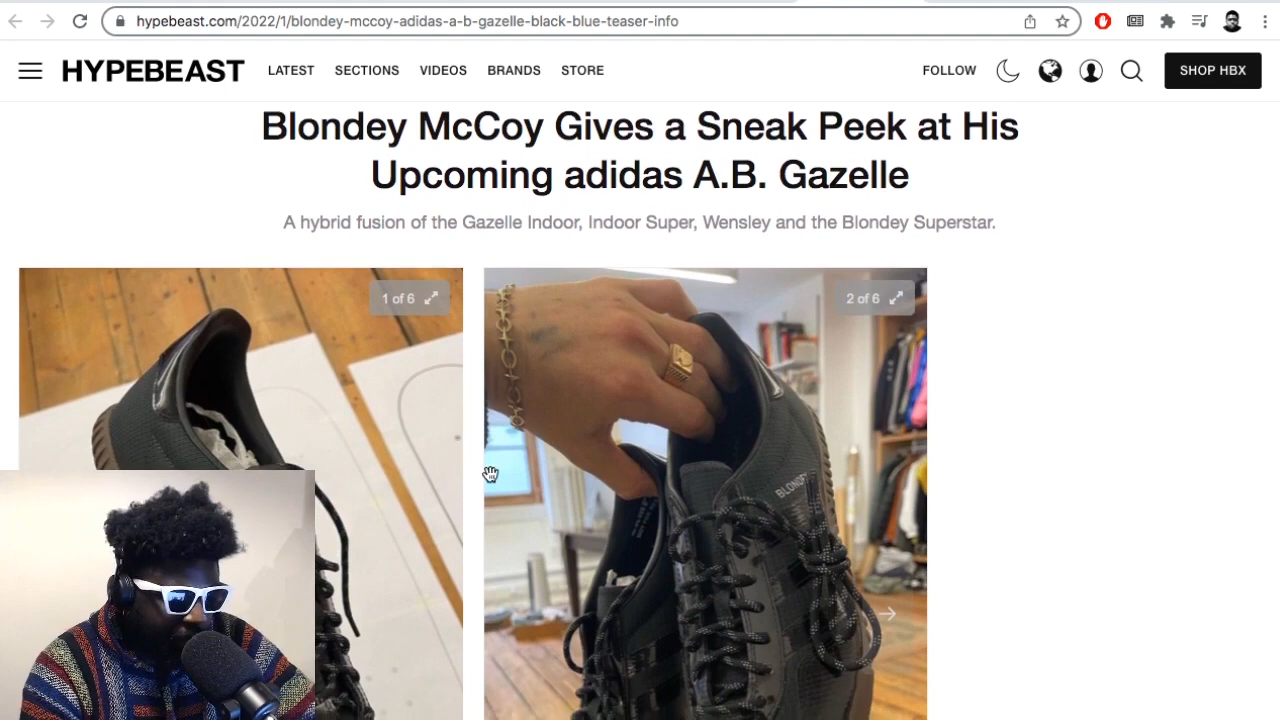 hypebeast.com/2022/1/blondey-mccoy-adidas-a-b-gazelle-black-blue-teaser-info
HYPEBEAST LATEST SECTIONS VIDEOS BRANDS STORE FOLLOW SHOP HBX
Blondey McCoy Gives a Sneak Peek at His
Upcoming adidas A.B. Gazelle
A hybrid fusion of the Gazelle Indoor, Indoor Super, Wensley and the Blondey Superstar.
1 of 6
2 of 6
BLONDEY